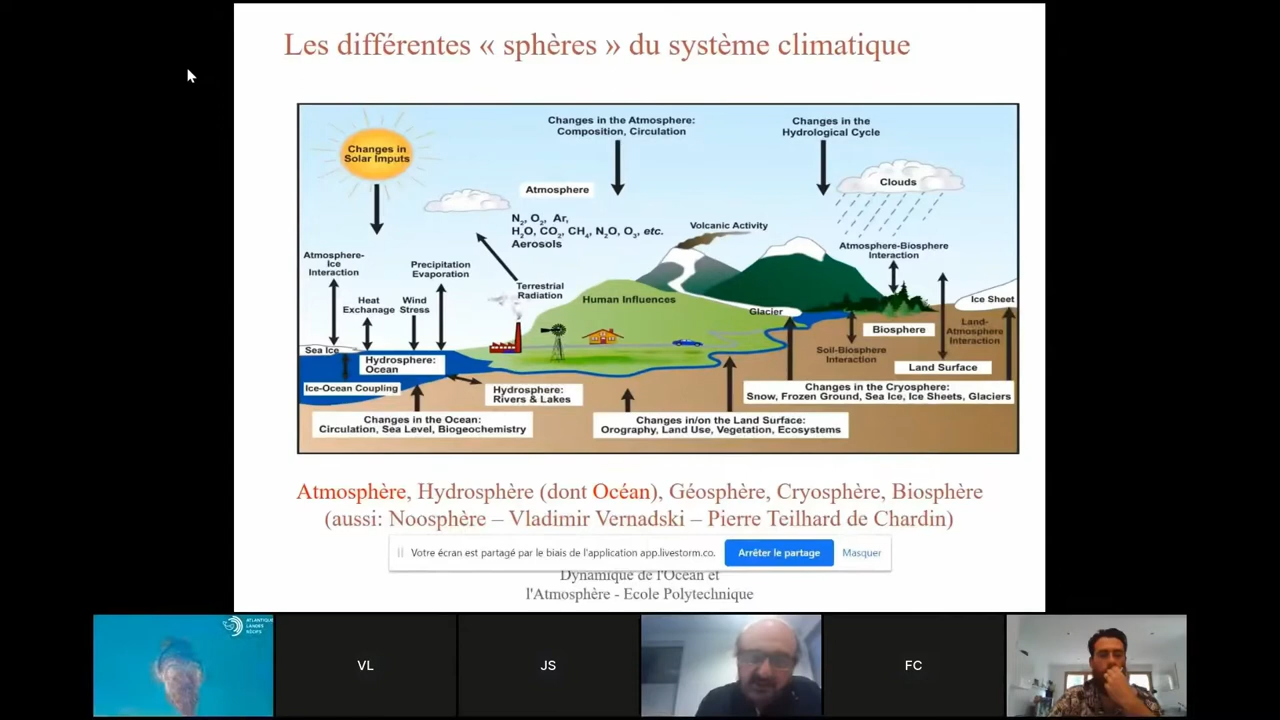 Les différentes « sphères » du système climatique
Changes in the Atmosphere:
Composition, Circulation
Changes in the
Hydrological Cycle
Changes in
Solar Imputs
Clouds
Atmosphere
N2, O2, Ar,
H2O, CO2, CH4, N2O, O3, etc.
Aerosols
Volcanic Activity
Atmosphere-Biosphere
Interaction
Atmosphere-
Ice
Interaction
Precipitation
Evaporation
Terrestrial
Radiation
Heat
Exchanage
Wind
Stress
Human Influences
Ice Sheet
Glacier
Biosphere
Land-
Atmosphere
Interaction
Sea Ice
Hydrosphere:
Ocean
Soil-Biosphere
Interaction
Land Surface
Ice-Ocean Coupling
Hydrosphere:
Rivers & Lakes
Changes in the Cryosphere:
Snow, Frozen Ground, Sea Ice, Ice Sheets, Glaciers
Changes in the Ocean:
Circulation, Sea Level, Biogeochemistry
Changes in/on the Land Surface:
Orography, Land Use, Vegetation, Ecosystems
Atmosphère, Hydrosphère (dont Océan), Géosphère, Cryosphère, Biosphère
(aussi: Noosphère – Vladimir Vernadski – Pierre Teilhard de Chardin)
Votre écran est partagé par le biais de l'application app.livestorm.co. Arrêter le partage Masquer
Dynamique de l'Océan et
l'Atmosphère - Ecole Polytechnique
ATLANTIQUE
LANDES
RÉCIFS
VL
JS
FC